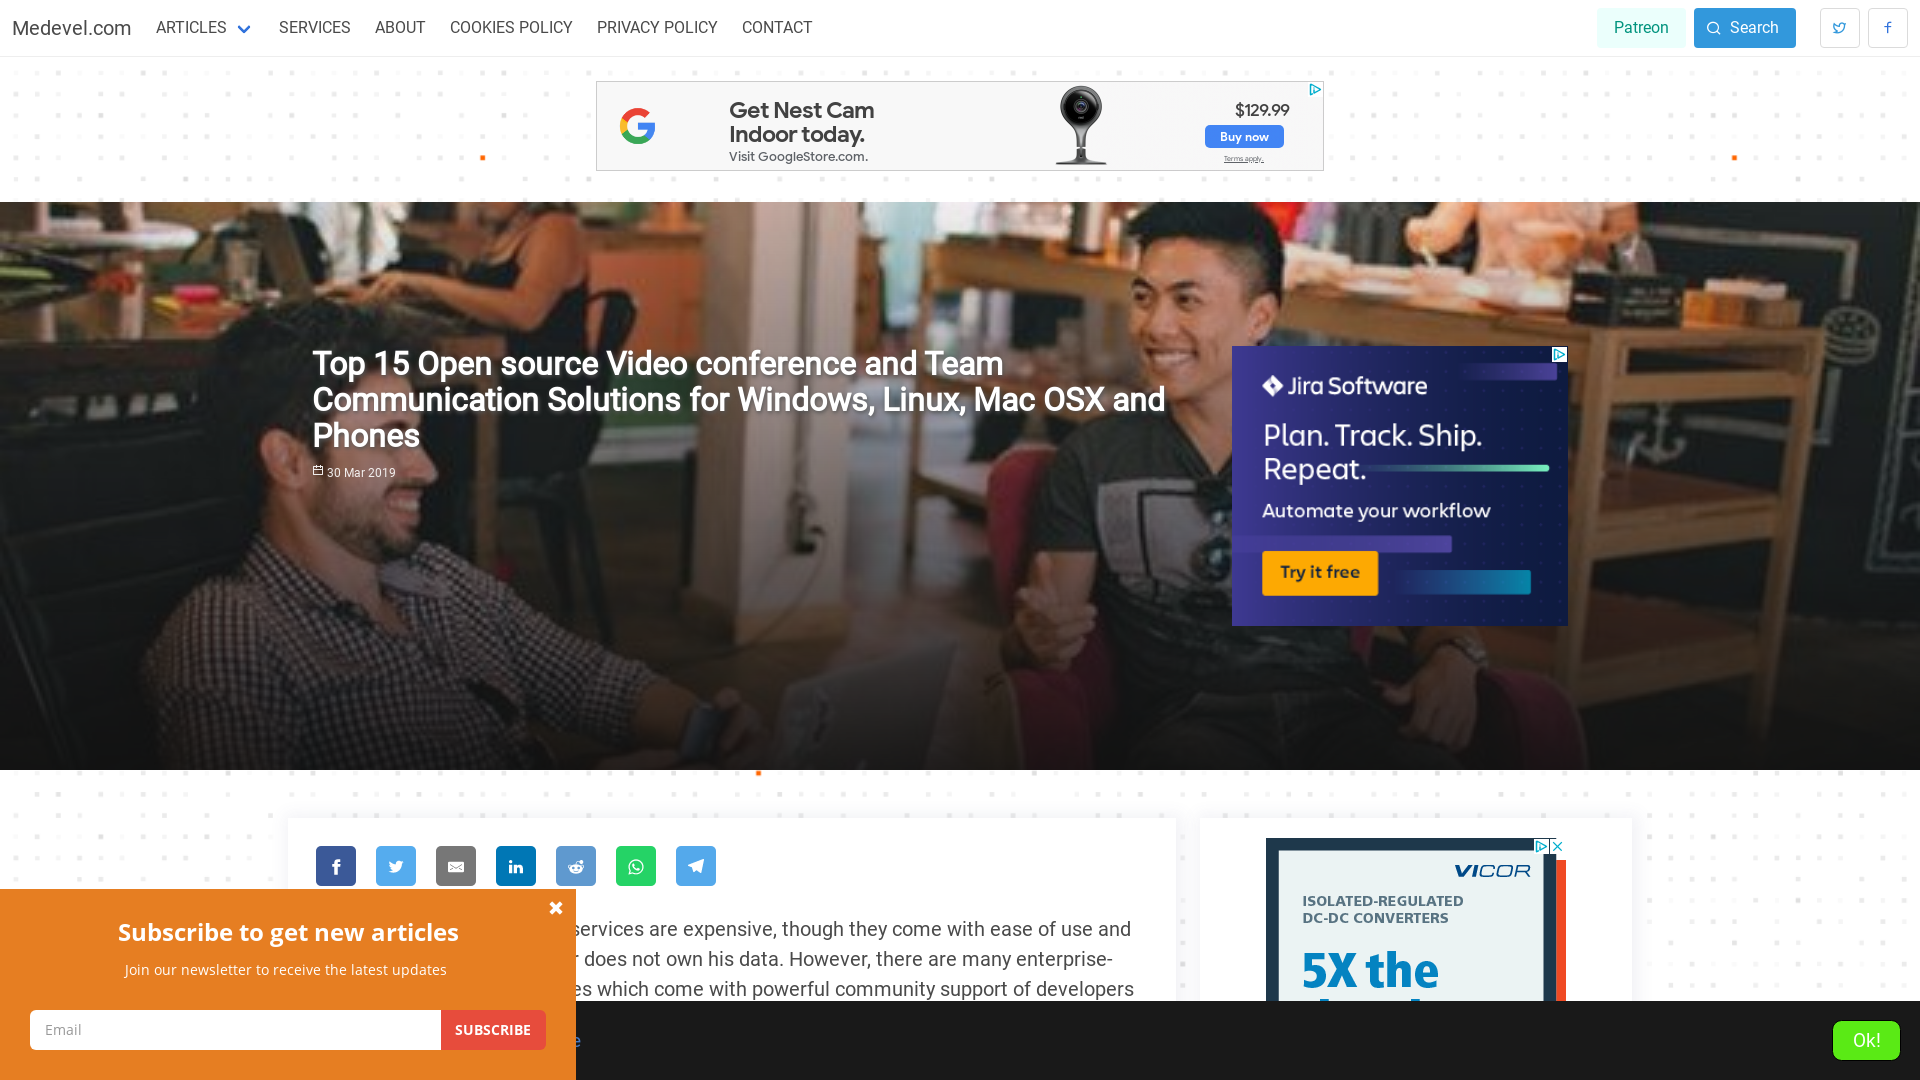 Medevel.com
ARTICLES
SERVICES
ABOUT
COOKIES POLICY
PRIVACY POLICY
CONTACT
Patreon
Search
Get Nest Cam
Indoor today.
Visit GoogleStore.com.
$129.99
Buy now
Terms apply.
Top 15 Open source Video conference and Team
Communication Solutions for Windows, Linux, Mac OSX and
Phones
30 Mar 2019
Jira Software
Plan. Track. Ship.
Repeat.
Automate your workflow
Try it free
services are expensive, though they come with ease of use and
does not own his data. However, there are many enterprise-
es which come with powerful community support of developers
VICOR
ISOLATED-REGULATED
DC-DC CONVERTERS
5X the
Subscribe to get new articles
Join our newsletter to receive the latest updates
Email
SUBSCRIBE
e
Ok!